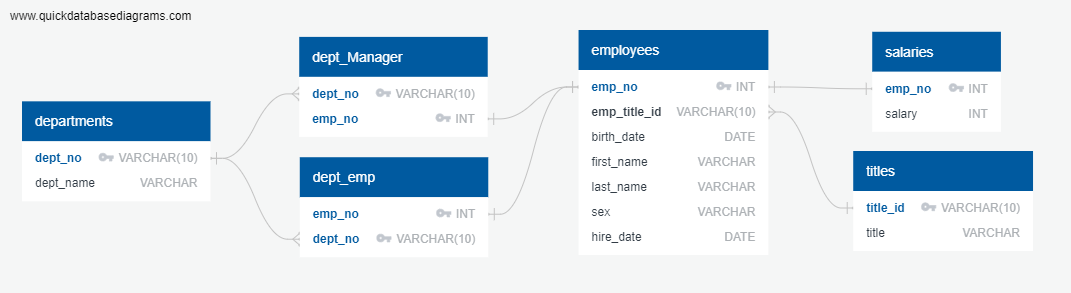 www.quickdatabasediagrams.com
departments
dept_no VARCHAR(10)
dept_name VARCHAR
dept_Manager
dept_no VARCHAR(10)
emp_no INT
dept_emp
emp_no INT
dept_no VARCHAR(10)
employees
emp_no INT
emp_title_id VARCHAR(10)
birth_date DATE
first_name VARCHAR
last_name VARCHAR
sex VARCHAR
hire_date DATE
salaries
emp_no INT
salary INT
titles
title_id VARCHAR(10)
title VARCHAR